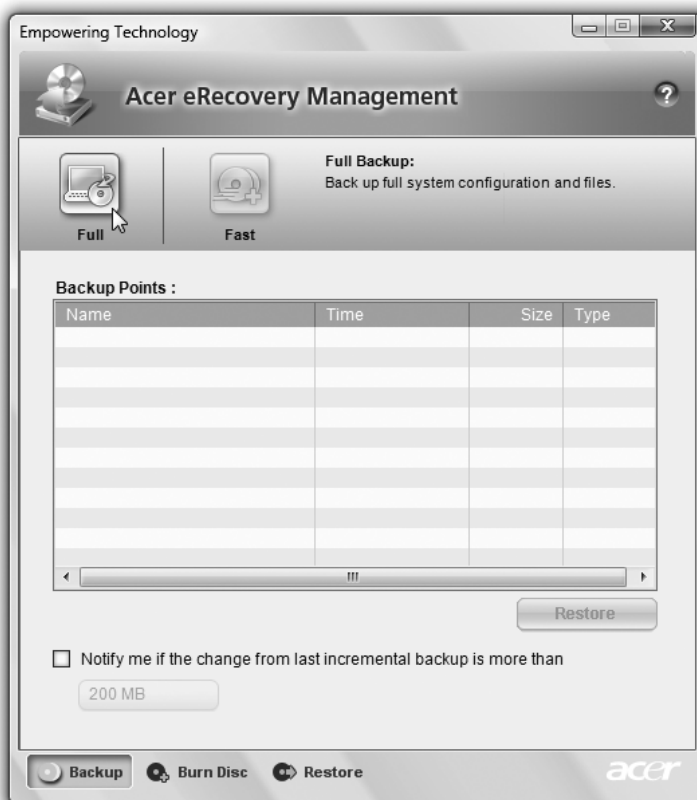 Empowering Technology
Acer eRecovery Management
?
Full Backup:
Back up full system configuration and files.
Full
Fast
Backup Points :
Name Time Size Type
Restore
Notify me if the change from last incremental backup is more than
200 MB
Backup Burn Disc Restore
acer